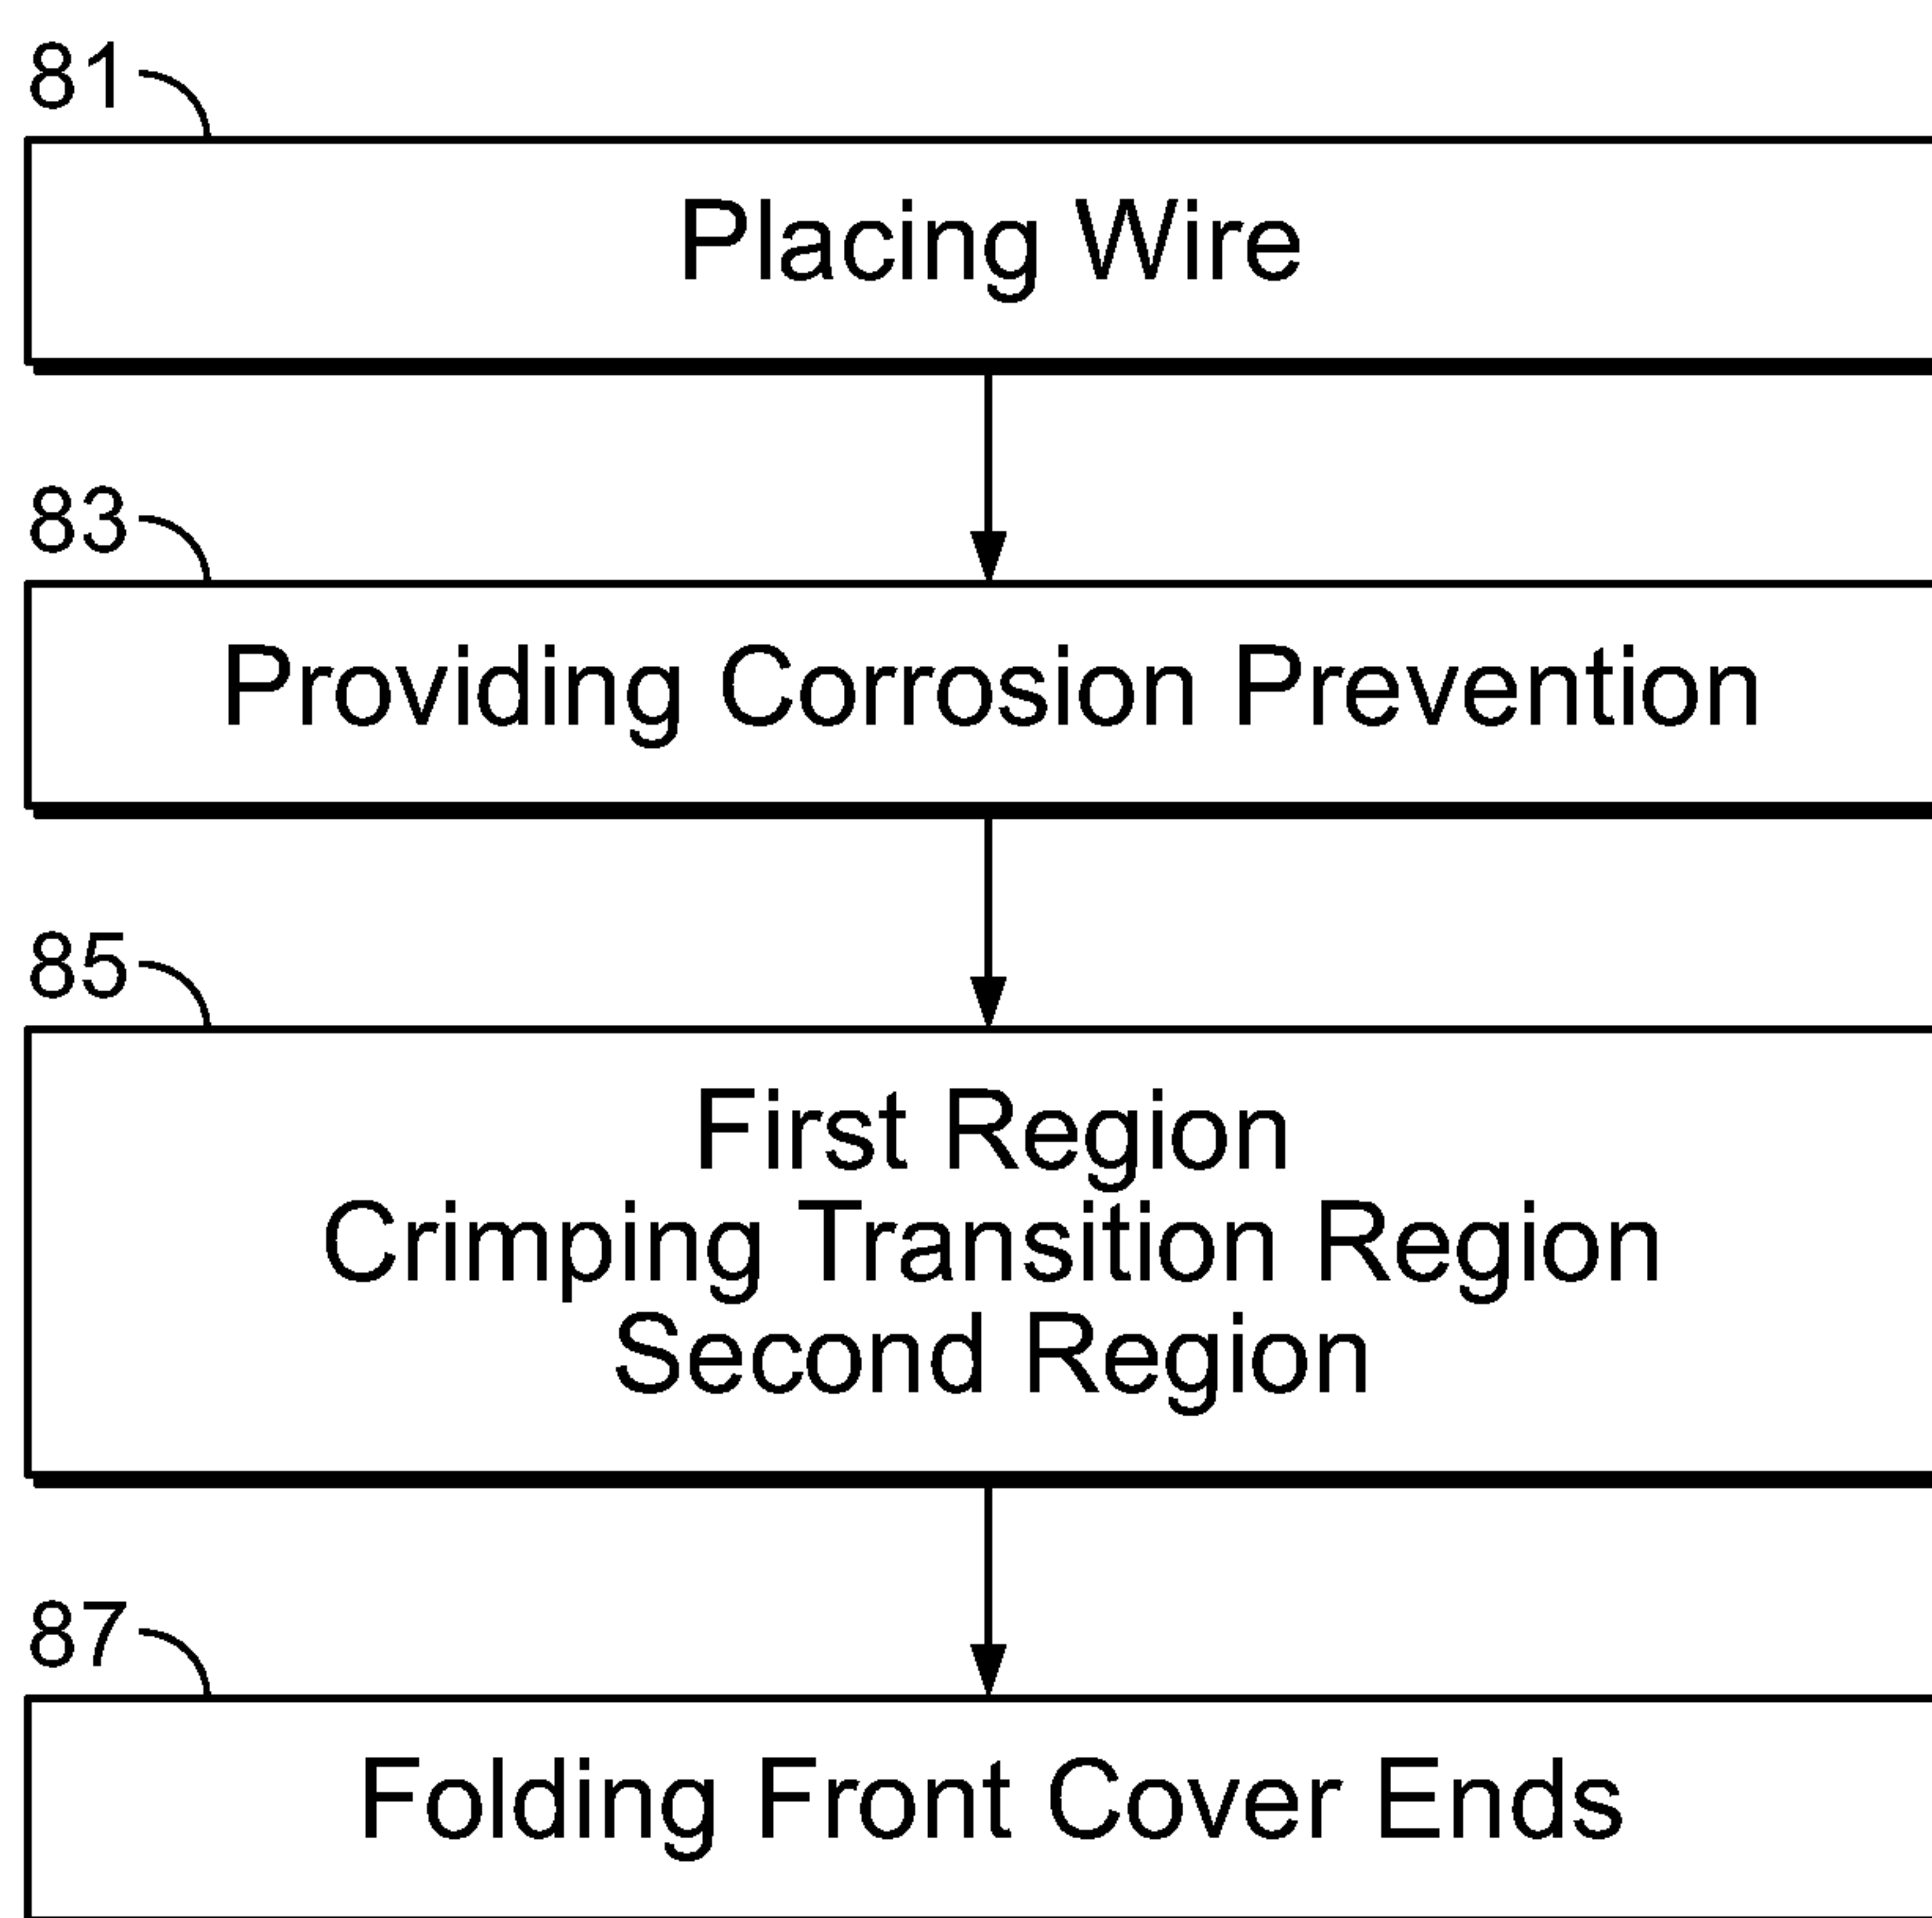 81
Placing Wire
83
Providing Corrosion Prevention
85
First Region
Crimping Transition Region
Second Region
87
Folding Front Cover Ends